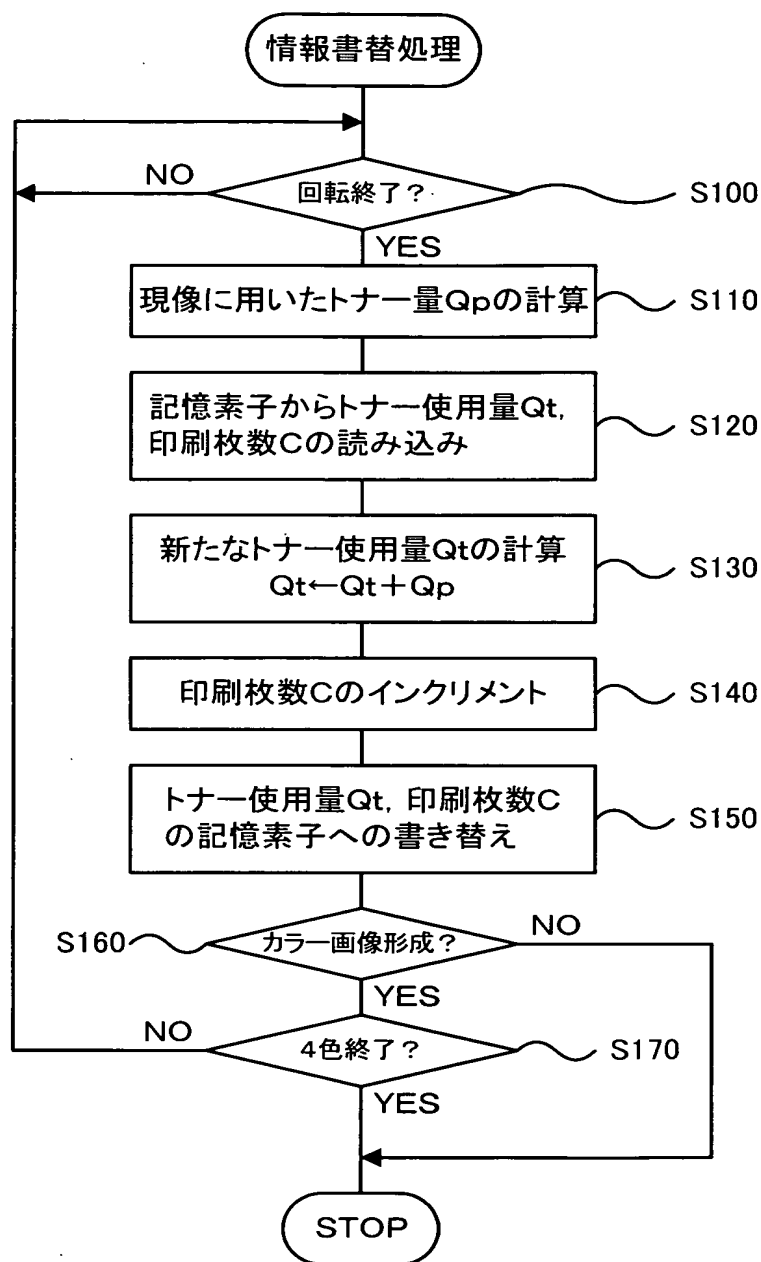 情報書替処理
NO
回転終了?
S100
YES
現像に用いたトナー量Qpの計算
S110
記憶素子からトナー使用量Qt,
印刷枚数Cの読み込み
S120
新たなトナー使用量Qtの計算
Qt←Qt+Qp
S130
印刷枚数Cのインクリメント
S140
トナー使用量Qt, 印刷枚数C
の記憶素子への書き替え
S150
S160
カラー画像形成?
NO
YES
NO
4色終了?
S170
YES
STOP